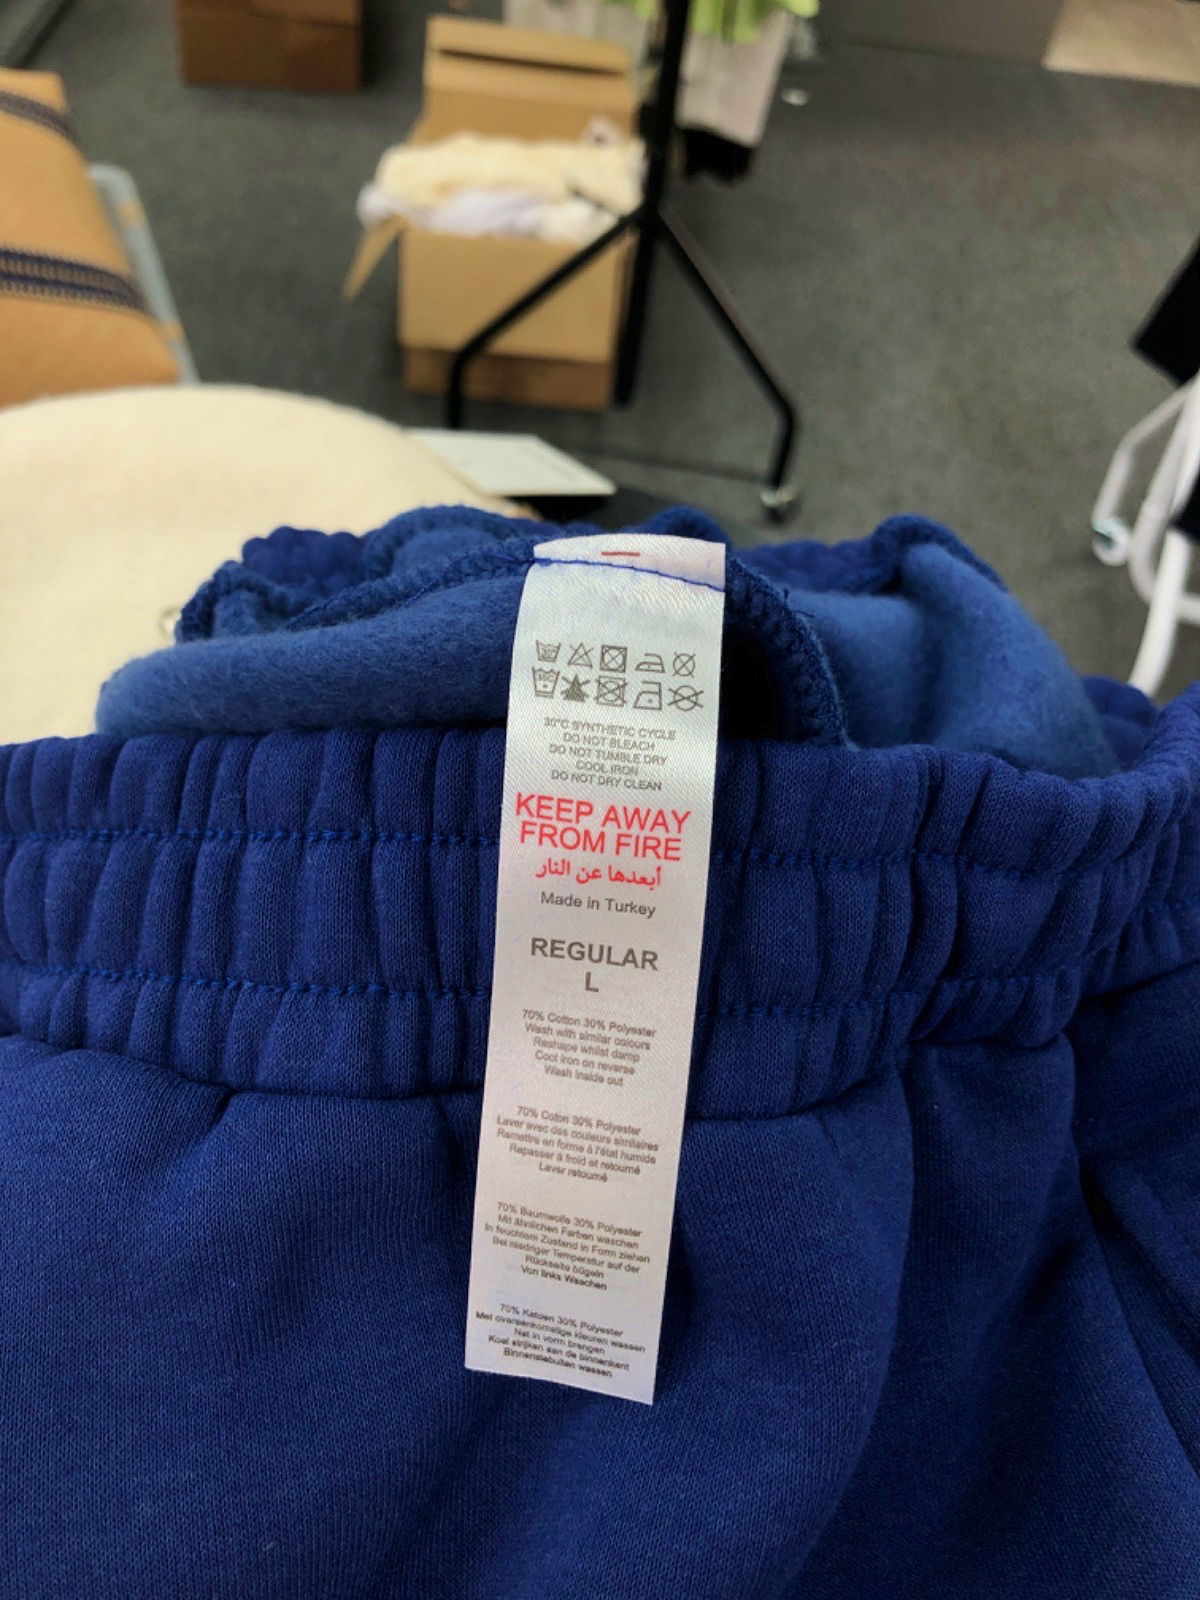 30°C SYNTHETIC CYCLE
DO NOT BLEACH
DO NOT TUMBLE DRY
COOL IRON
DO NOT DRY CLEAN
KEEP AWAY
FROM FIRE
أبعدها عن النار
Made in Turkey
REGULAR
L
70% Cotton 30% Polyester
Wash with similar colours
Reshape whilst damp
Cool iron on reverse
Wash inside out
70% Coton 30% Polyester
Laver avec des couleurs similaires
Remettre en forme à l'état humide
Repasser à froid et retourné
Laver retourné
70% Baumwolle 30% Polyester
Mit ähnlichen Farben waschen
In feuchtem Zustand in Form ziehen
Bei niedriger Temperatur auf der
Rückseite bügeln
Von links Waschen
70% Katoen 30% Polyester
Met overeenkomstige kleuren wassen
Nat in vorm brengen
Koel strijken aan de binnenkant
Binnenstebuiten wassen